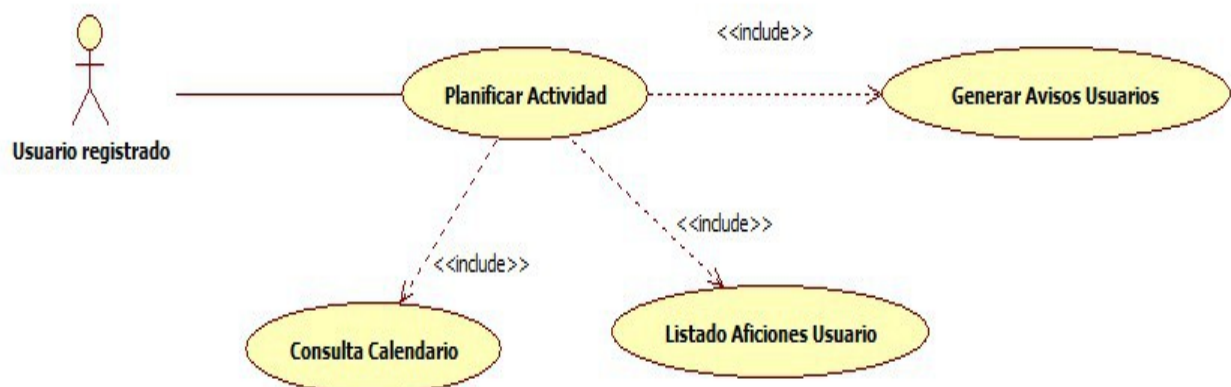 <<include>>
Planificar Actividad
Generar Avisos Usuarios
Usuario registrado
<<include>>
<<include>>
Listado Aficiones Usuario
Consulta Calendario